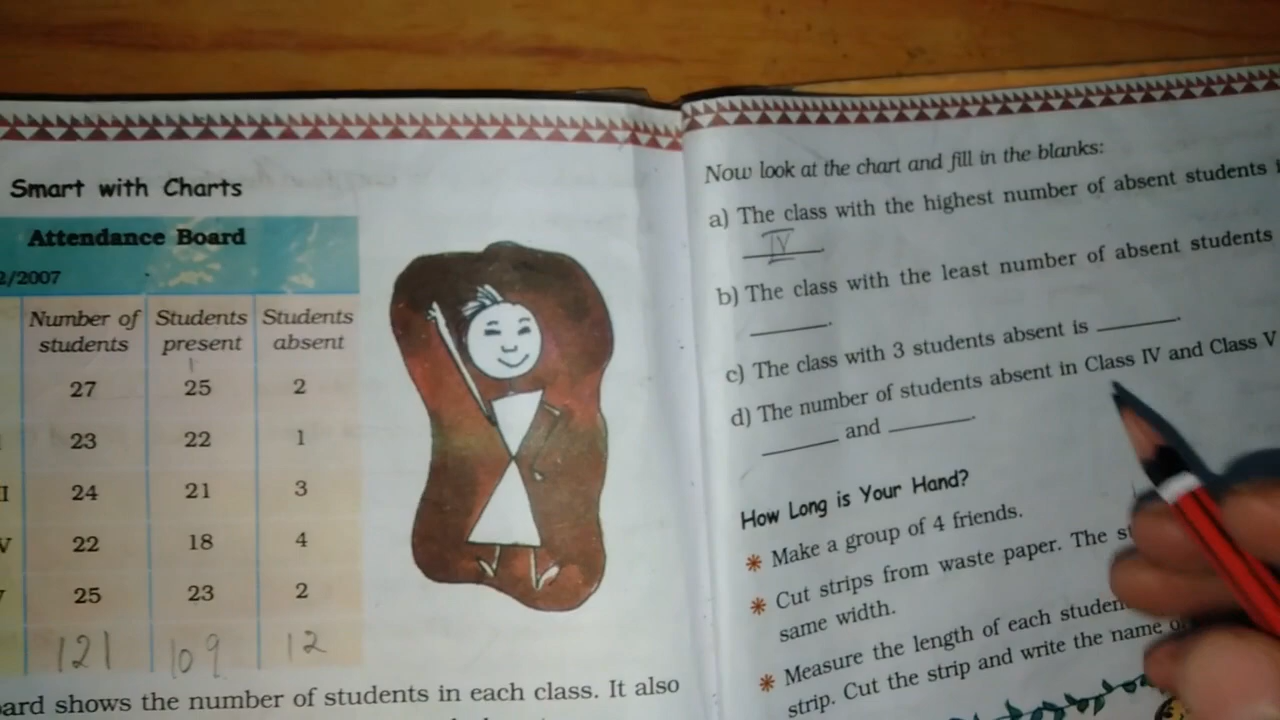 Smart with Charts
Attendance Board
2/2007
Number of students
Students present
Students absent
27 25 2
23 22 1
I 24 21 3
V 22 18 4
25 23 2
121 109 12
ard shows the number of students in each class. It also
Now look at the chart and fill in the blanks:
a) The class with the highest number of absent students
IV.
b) The class with the least number of absent students
______.
c) The class with 3 students absent is ______.
d) The number of students absent in Class IV and Class V
______ and ______.
How Long is Your Hand?
* Make a group of 4 friends.
* Cut strips from waste paper. The
same width.
* Measure the length of each
strip. Cut the strip and write the name